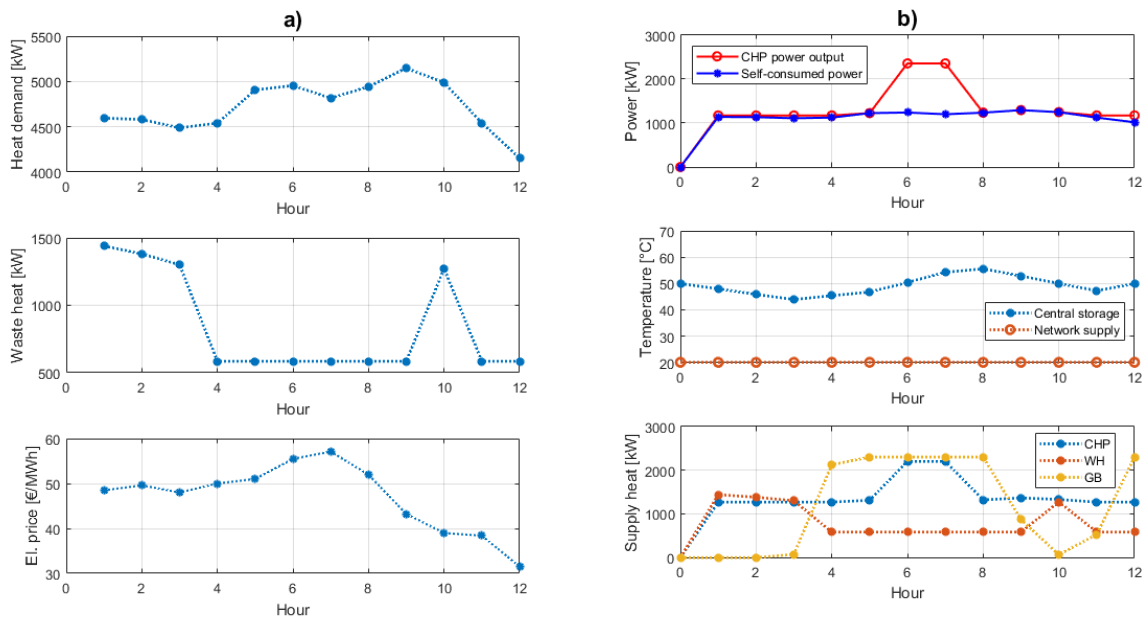 a)
5500
5000
4500
4000
Heat demand [kW]
0 2 4 6 8 10 12
Hour
1500
1000
500
Waste heat [kW]
0 2 4 6 8 10 12
Hour
60
50
40
30
El. price [€/MWh]
0 2 4 6 8 10 12
Hour
b)
3000
2000
1000
0
Power [kW]
CHP power output
Self-consumed power
0 2 4 6 8 10 12
Hour
70
60
50
40
30
20
Temperature [°C]
Central storage
Network supply
0 2 4 6 8 10 12
Hour
3000
2000
1000
0
Supply heat [kW]
CHP
WH
GB
0 2 4 6 8 10 12
Hour